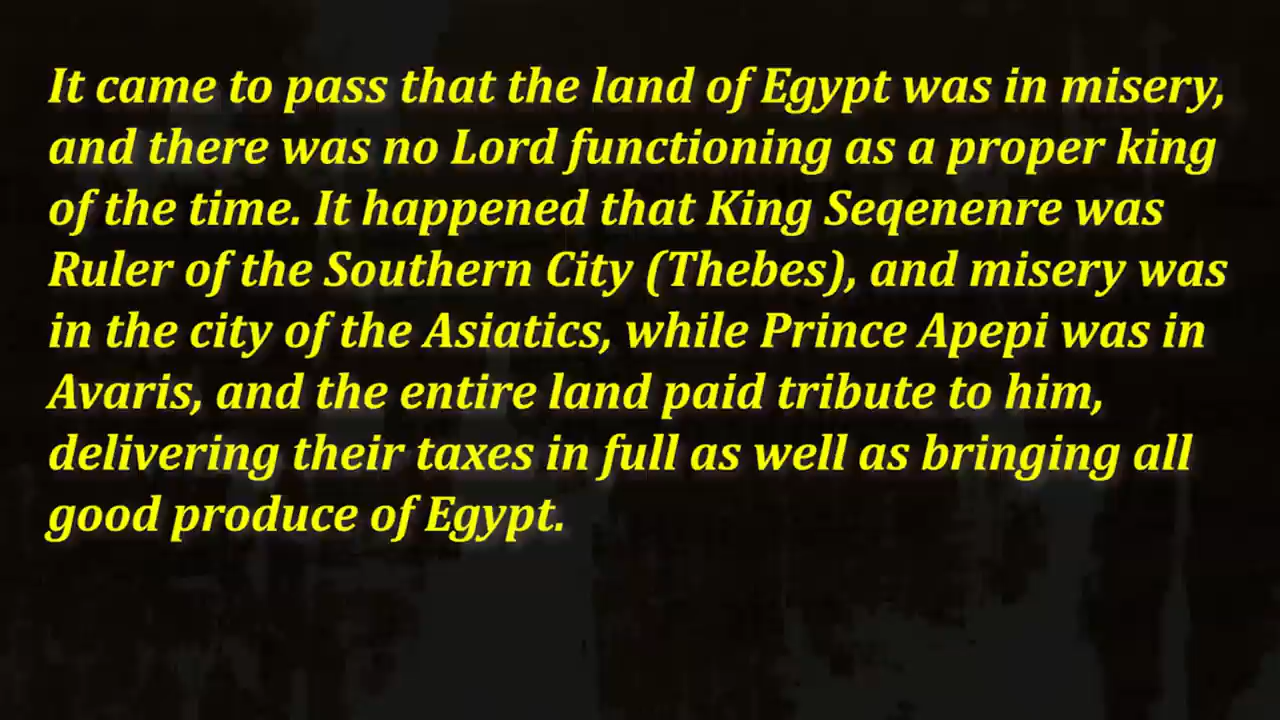 It came to pass that the land of Egypt was in misery,
and there was no Lord functioning as a proper king
of the time. It happened that King Seqenenre was
Ruler of the Southern City (Thebes), and misery was
in the city of the Asiatics, while Prince Apepi was in
Avaris, and the entire land paid tribute to him,
delivering their taxes in full as well as bringing all
good produce of Egypt.